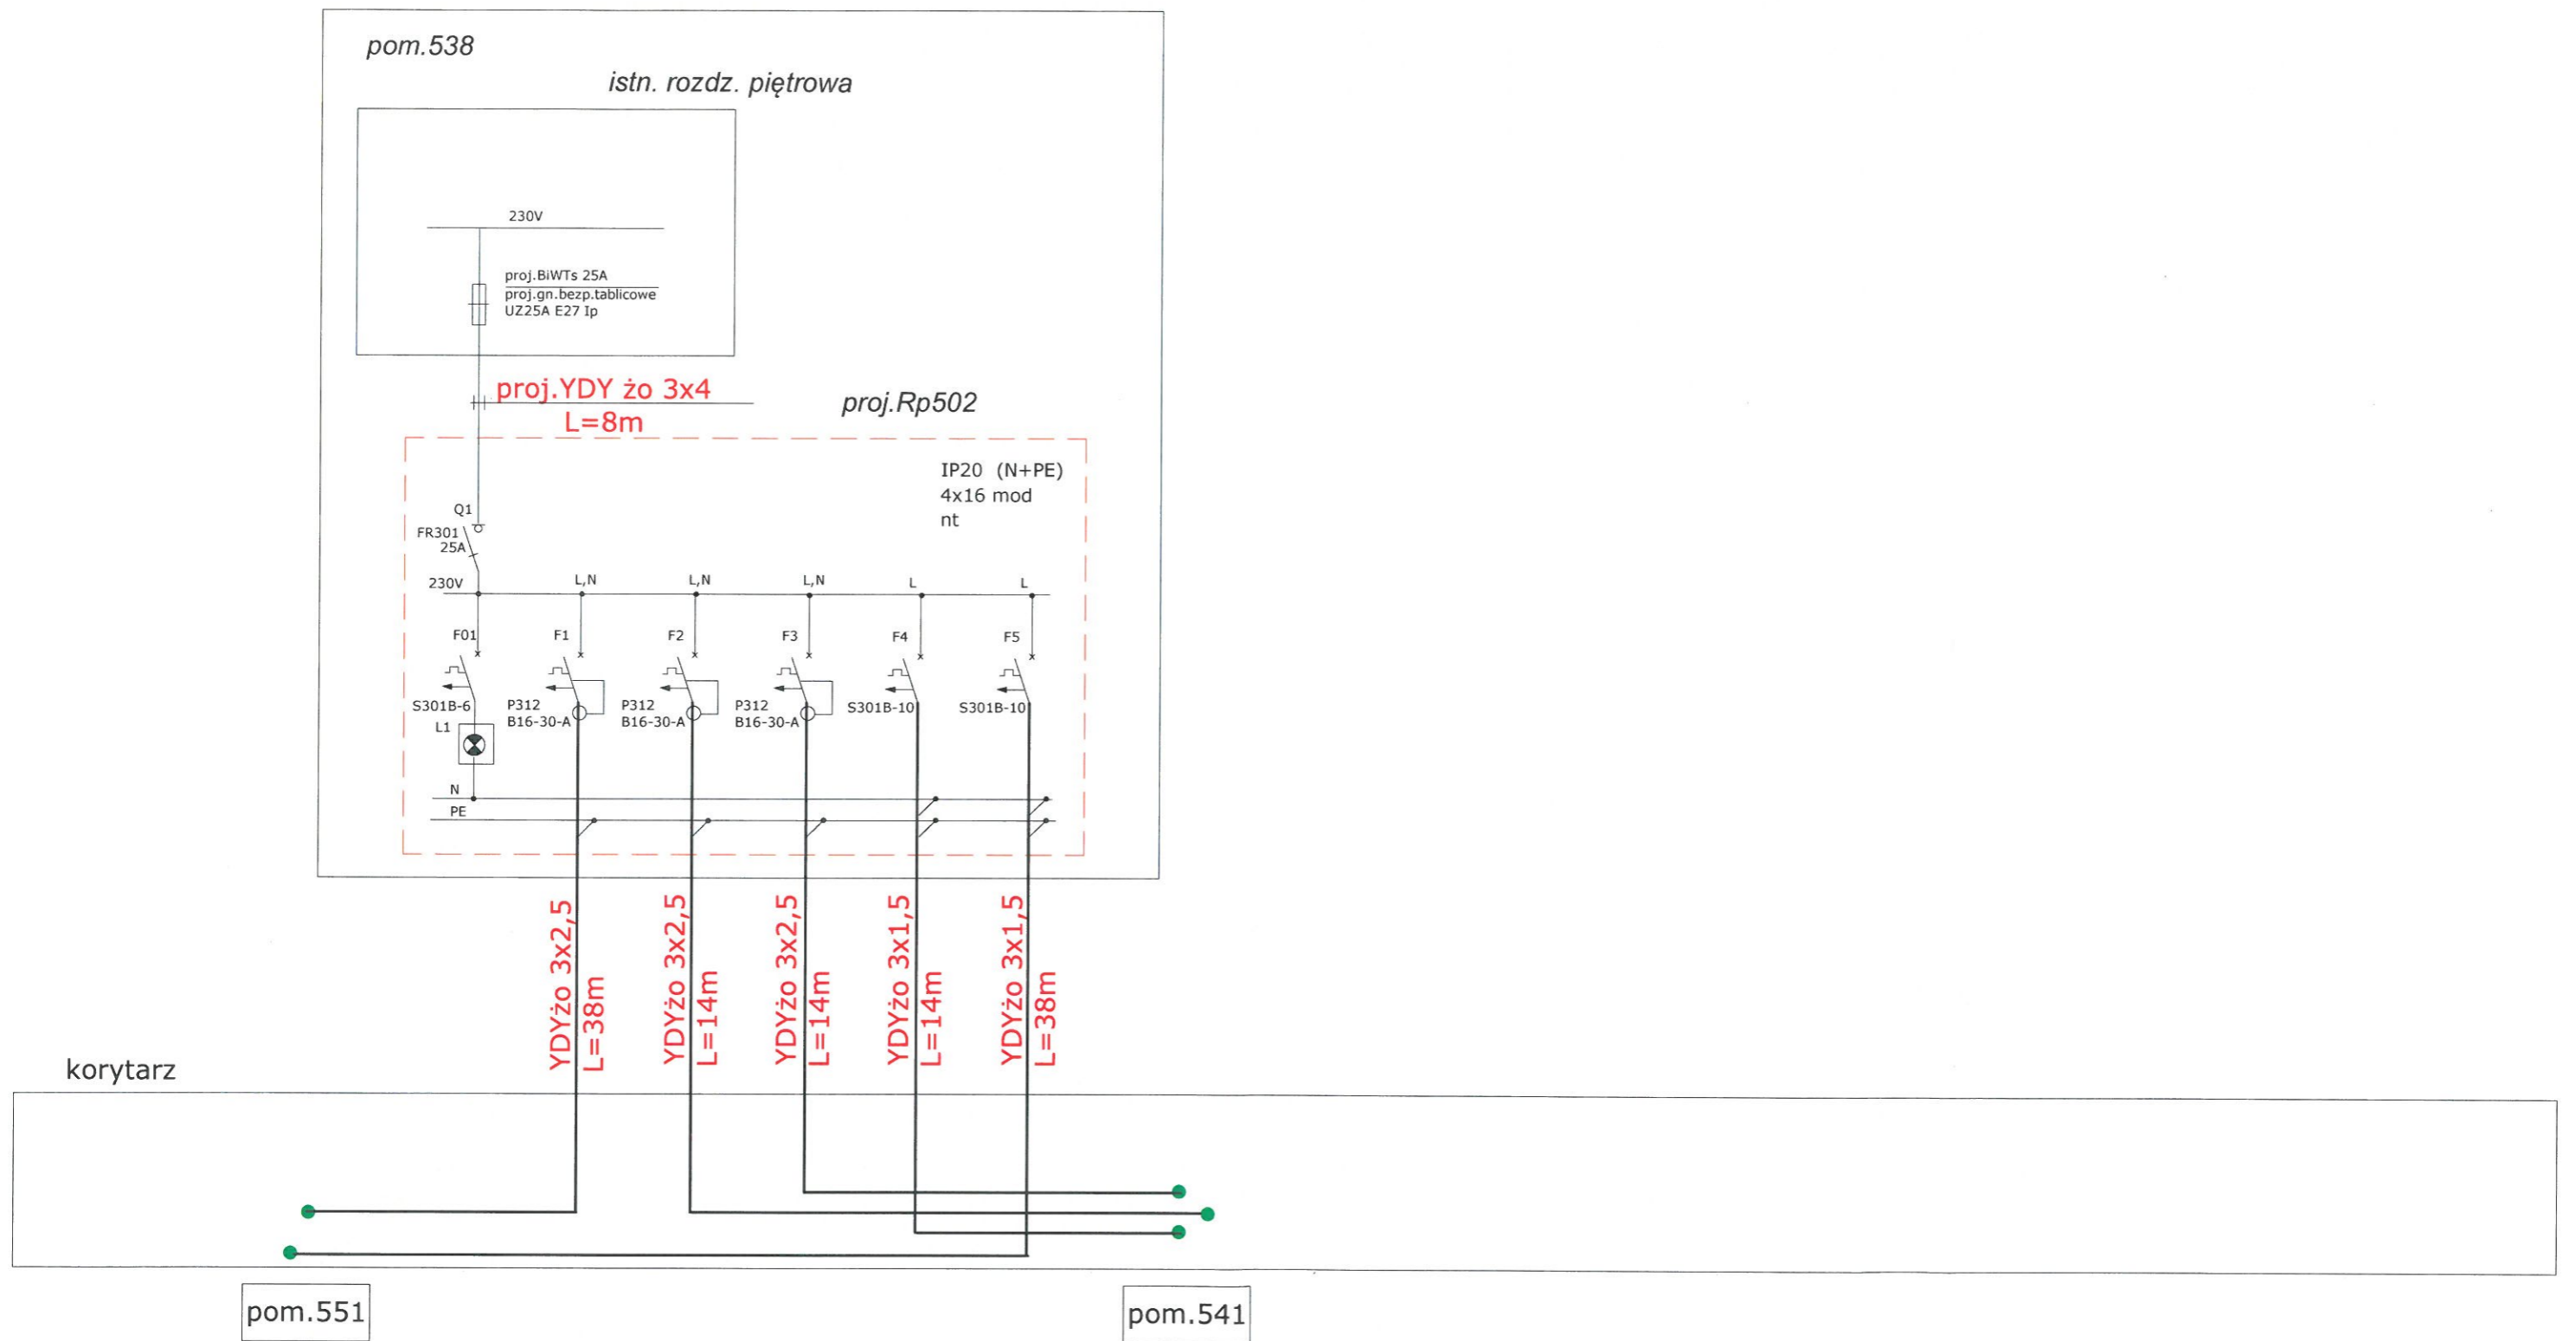 pom.538
istn. rozdz. piętrowa
230V
proj.BiWTs 25A
proj.gn.bezp.tablicowe
UZ25A E27 Ip
proj.YDY żo 3x4
L=8m
proj.Rp502
IP20 (N+PE)
4x16 mod
nt
Q1
FR301
25A
230V
L,N
L,N
L,N
L
L
F01
F1
F2
F3
F4
F5
S301B-6
P312
B16-30-A
P312
B16-30-A
P312
B16-30-A
S301B-10
S301B-10
L1
N
PE
YDYżo 3x2,5
L=38m
YDYżo 3x2,5
L=14m
YDYżo 3x2,5
L=14m
YDYżo 3x1,5
L=14m
YDYżo 3x1,5
L=38m
korytarz
pom.551
pom.541